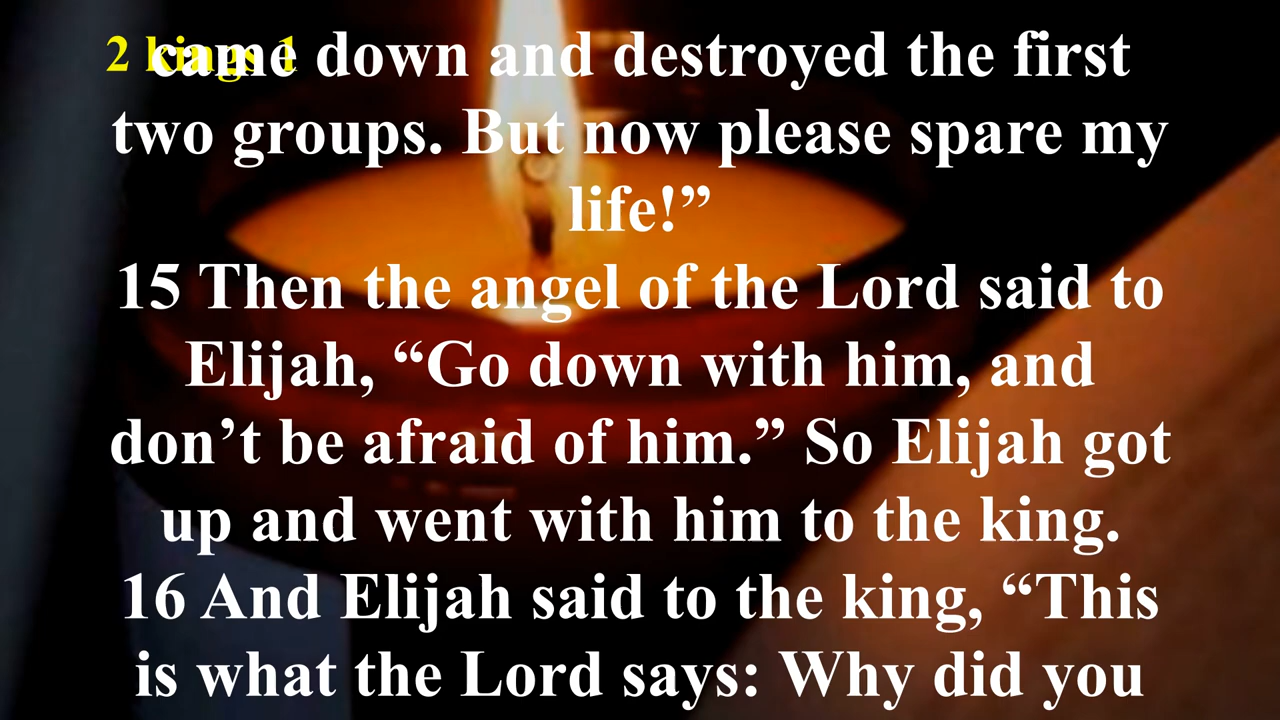 2 kings 1
came down and destroyed the first
two groups. But now please spare my
life!”
15 Then the angel of the Lord said to
Elijah, “Go down with him, and
don’t be afraid of him.” So Elijah got
up and went with him to the king.
16 And Elijah said to the king, “This
is what the Lord says: Why did you